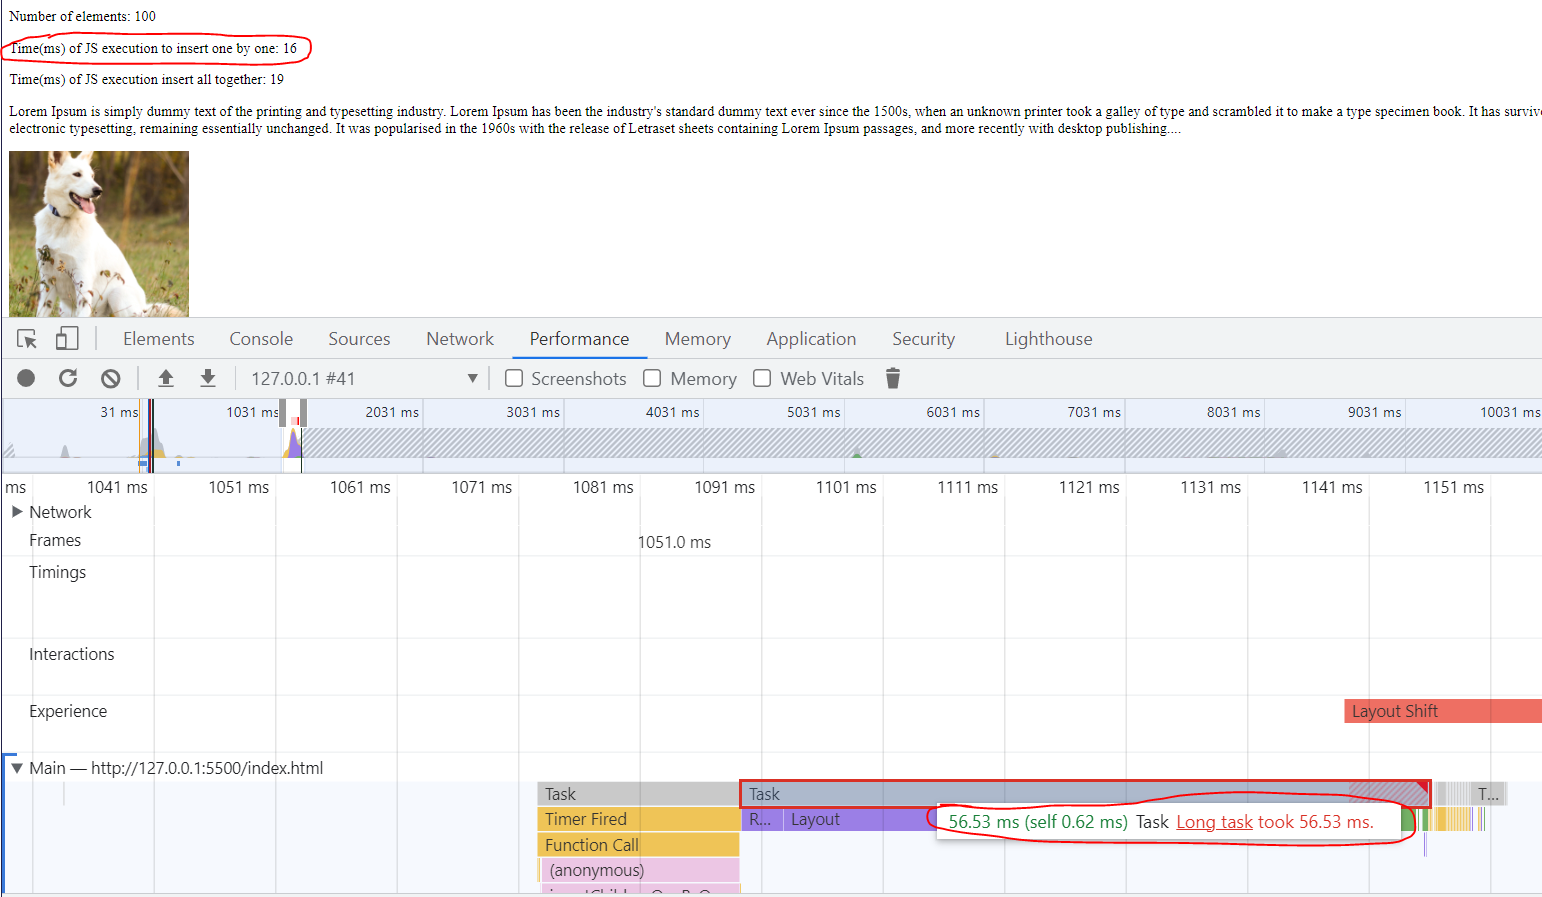 Number of elements: 100
Time(ms) of JS execution to insert one by one: 16
Time(ms) of JS execution insert all together: 19
Lorem Ipsum is simply dummy text of the printing and typesetting industry. Lorem Ipsum has been the industry's standard dummy text ever since the 1500s, when an unknown printer took a galley of type and scrambled it to make a type specimen book. It has surviv
electronic typesetting, remaining essentially unchanged. It was popularised in the 1960s with the release of Letraset sheets containing Lorem Ipsum passages, and more recently with desktop publishing....
Elements Console Sources Network Performance Memory Application Security Lighthouse
127.0.0.1 #41 Screenshots Memory Web Vitals
31 ms 1031 ms 2031 ms 3031 ms 4031 ms 5031 ms 6031 ms 7031 ms 8031 ms 9031 ms 10031 ms
ms 1041 ms 1051 ms 1061 ms 1071 ms 1081 ms 1091 ms 1101 ms 1111 ms 1121 ms 1131 ms 1141 ms 1151 ms
Network
Frames 1051.0 ms
Timings
Interactions
Experience Layout Shift
Main — http://127.0.0.1:5500/index.html
Task Task T...
Timer Fired R... Layout 56.53 ms (self 0.62 ms) Task Long task took 56.53 ms.
Function Call
(anonymous)